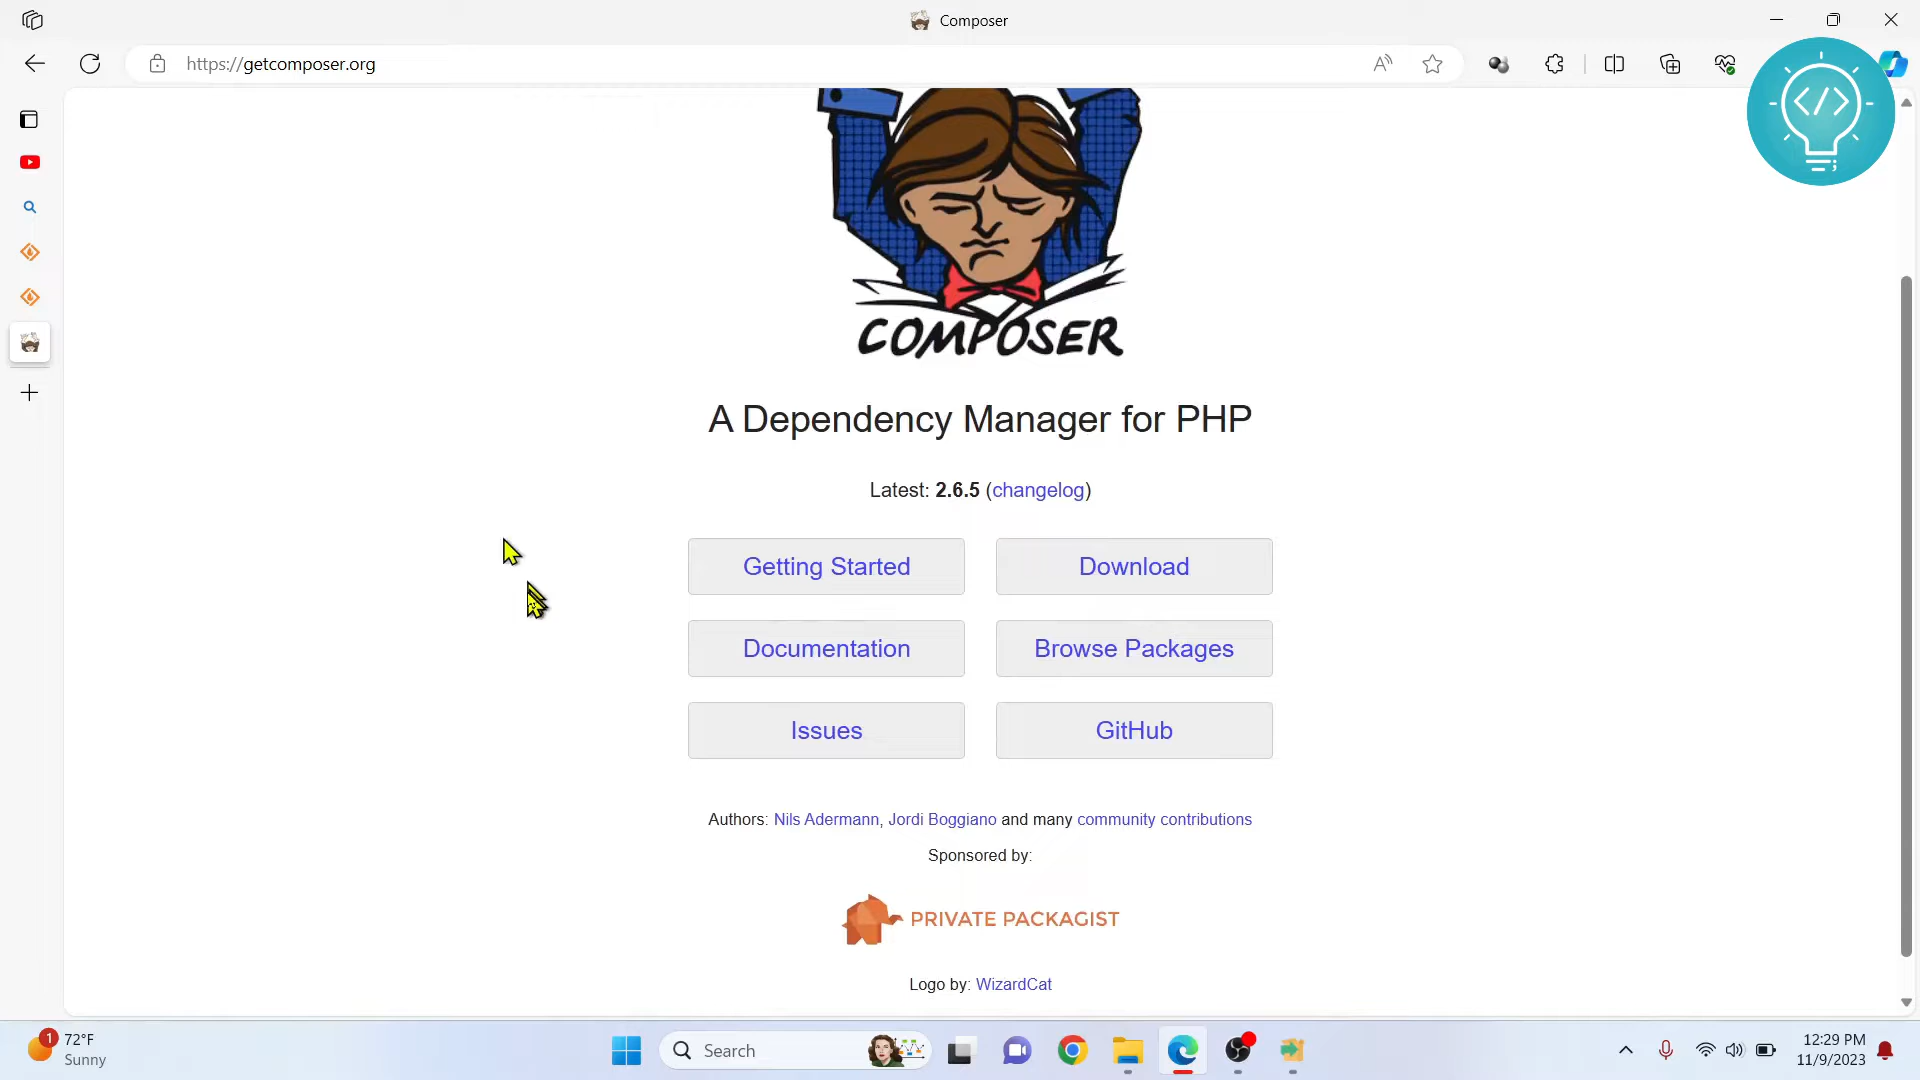 Composer
https://getcomposer.org
</>
COMPOSER
A Dependency Manager for PHP
Latest: 2.6.5 (changelog)
Getting Started
Download
Documentation
Browse Packages
Issues
GitHub
Authors: Nils Adermann, Jordi Boggiano and many community contributions
Sponsored by:
PRIVATE PACKAGIST
Logo by: WizardCat
1
72°F
Sunny
Search
12:29 PM
11/9/2023